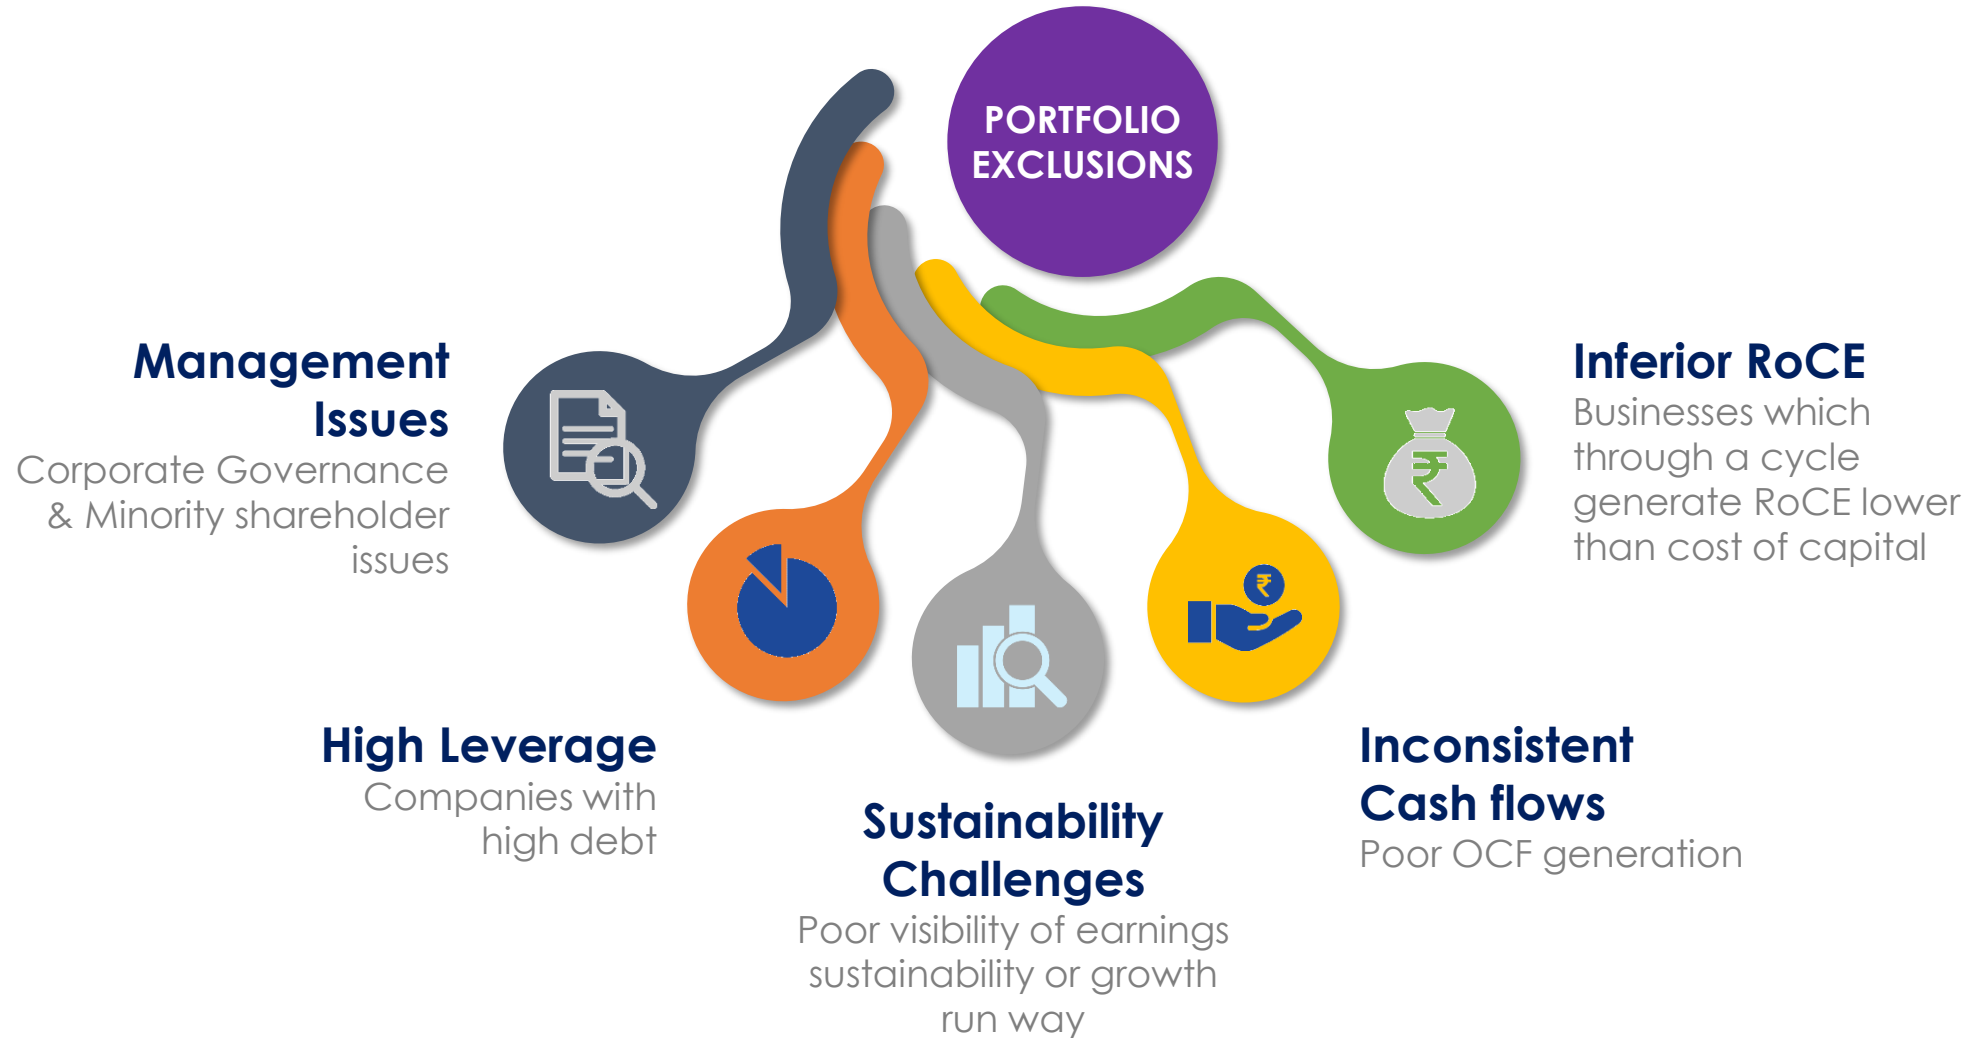 PORTFOLIO
EXCLUSIONS
Management
Issues
Corporate Governance
& Minority shareholder
issues
High Leverage
Companies with
high debt
Sustainability
Challenges
Poor visibility of earnings
sustainability or growth
run way
Inconsistent
Cash flows
Poor OCF generation
Inferior RoCE
Businesses which
through a cycle
generate RoCE lower
than cost of capital
₹
₹